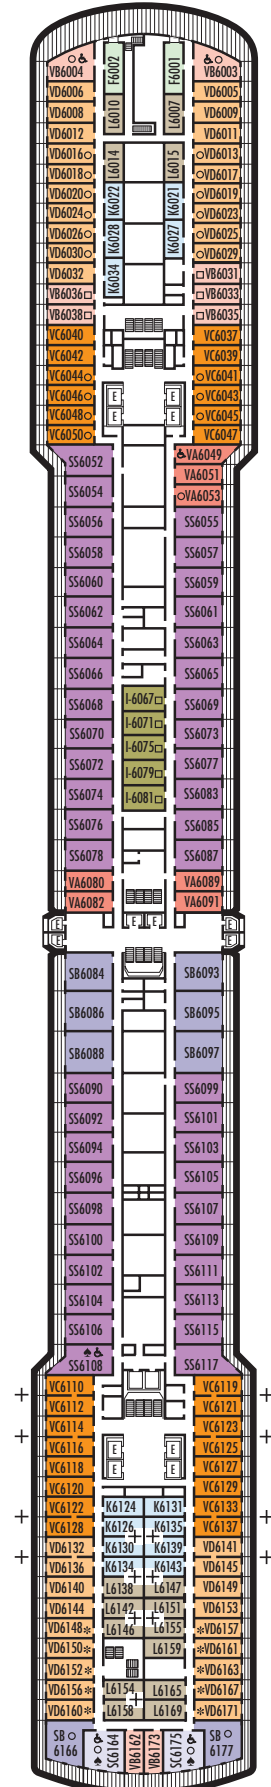 VB6004 ○♿
F6002
F6001
♿○ VB6003
VD6006
VD6005
VD6008
L6010
L6007
VD6009
VD6012
VD6011
VD6016○
L6014
L6015
○VD6013
VD6018○
○VD6017
VD6020○
K6022
K6021
○VD6019
VD6024○
○VD6023
VD6026○
K6028
K6027
○VD6025
VD6030○
○VD6029
VD6032
K6034
□VB6031
VB6036□
□VB6033
VB6038□
□VB6035
VC6040
VC6037
VC6042
VC6039
VC6044○
○VC6041
VC6046○
E
E
○VC6043
VC6048○
E
E
○VC6045
VC6050○
VC6047
SS6052
♿VA6049
VA6051
SS6054
○VA6053
SS6056
SS6055
SS6058
SS6057
SS6060
SS6059
SS6062
SS6061
SS6064
SS6063
SS6066
SS6065
SS6068
I-6067□
SS6069
SS6070
I-6071□
SS6073
SS6072
I-6075□
SS6077
SS6074
I-6079□
SS6083
I-6081□
SS6076
SS6085
SS6078
SS6087
VA6080
VA6089
VA6082
VA6091
E
E
E
E
E
E
SB6084
SB6093
SB6086
SB6095
SB6088
SB6097
SS6090
SS6099
SS6092
SS6101
SS6094
SS6103
SS6096
SS6105
SS6098
SS6107
SS6100
SS6109
SS6102
SS6111
SS6104
SS6113
SS6106
SS6115
♠♿
SS6108
SS6117
VC6110
VC6119
VC6112
VC6121
VC6114
VC6123
VC6116
E
E
VC6125
VC6118
E
E
VC6127
VC6120
VC6129
VC6122
K6124
K6131
VC6133
VC6128
K6126
K6135
VC6137
VD6132
K6130
K6139
VD6141
VD6136
K6134
K6143
VD6145
VD6140
L6138
L6147
VD6149
VD6144
L6142
L6151
VD6153
VD6148*
L6146
L6155
*VD6157
VD6150*
L6159
*VD6161
VD6152*
*VD6163
VD6156*
L6154
L6165
*VD6167
VD6160*
L6158
L6169
*VD6171
SB ○
6166
♠♿○
SC6164
VB6162
VB6173
SC6175
○♿♠
SB ○
6177